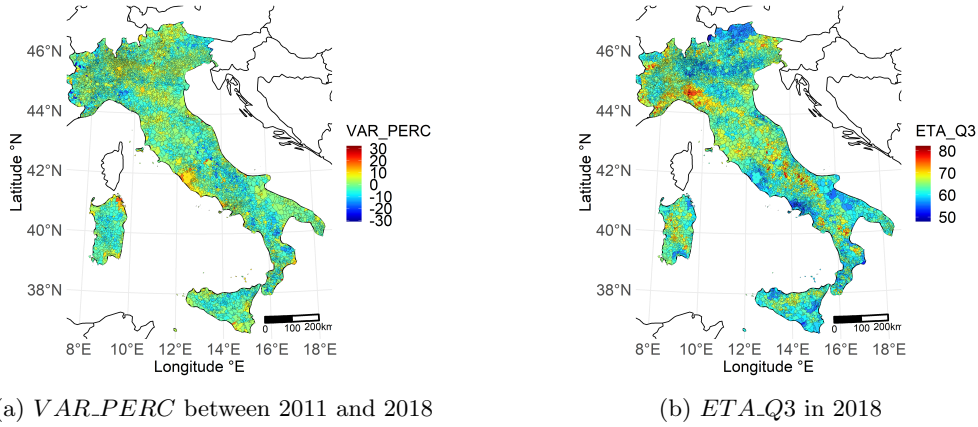 46°N
44°N
42°N
40°N
38°N
Latitude °N
8°E 10°E 12°E 14°E 16°E 18°E
Longitude °E
VAR_PERC
30
20
10
0
-10
-20
-30
0 100 200km
(a) VAR_PERC between 2011 and 2018
46°N
44°N
42°N
40°N
38°N
Latitude °N
8°E 10°E 12°E 14°E 16°E 18°E
Longitude °E
ETA_Q3
80
70
60
50
0 100 200km
(b) ETA_Q3 in 2018